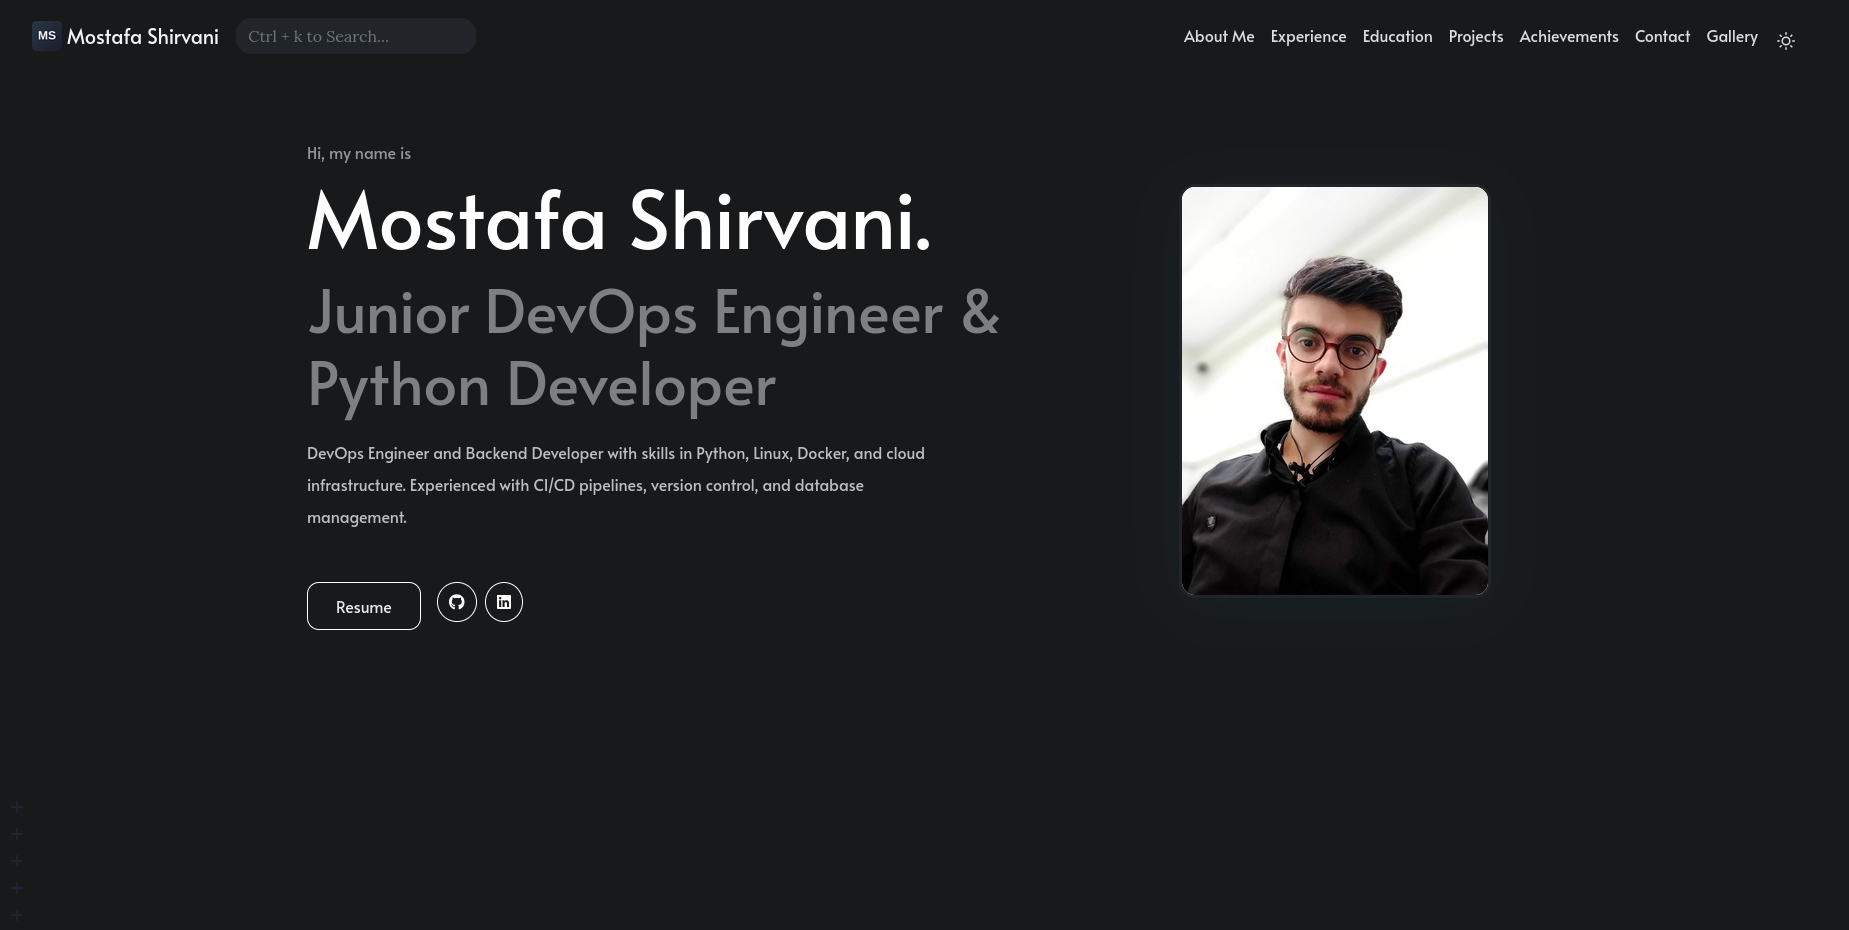 MS Mostafa Shirvani Ctrl + k to Search... About Me Experience Education Projects Achievements Contact Gallery
Hi, my name is
Mostafa Shirvani.
Junior DevOps Engineer &
Python Developer
DevOps Engineer and Backend Developer with skills in Python, Linux, Docker, and cloud
infrastructure. Experienced with CI/CD pipelines, version control, and database
management.
Resume